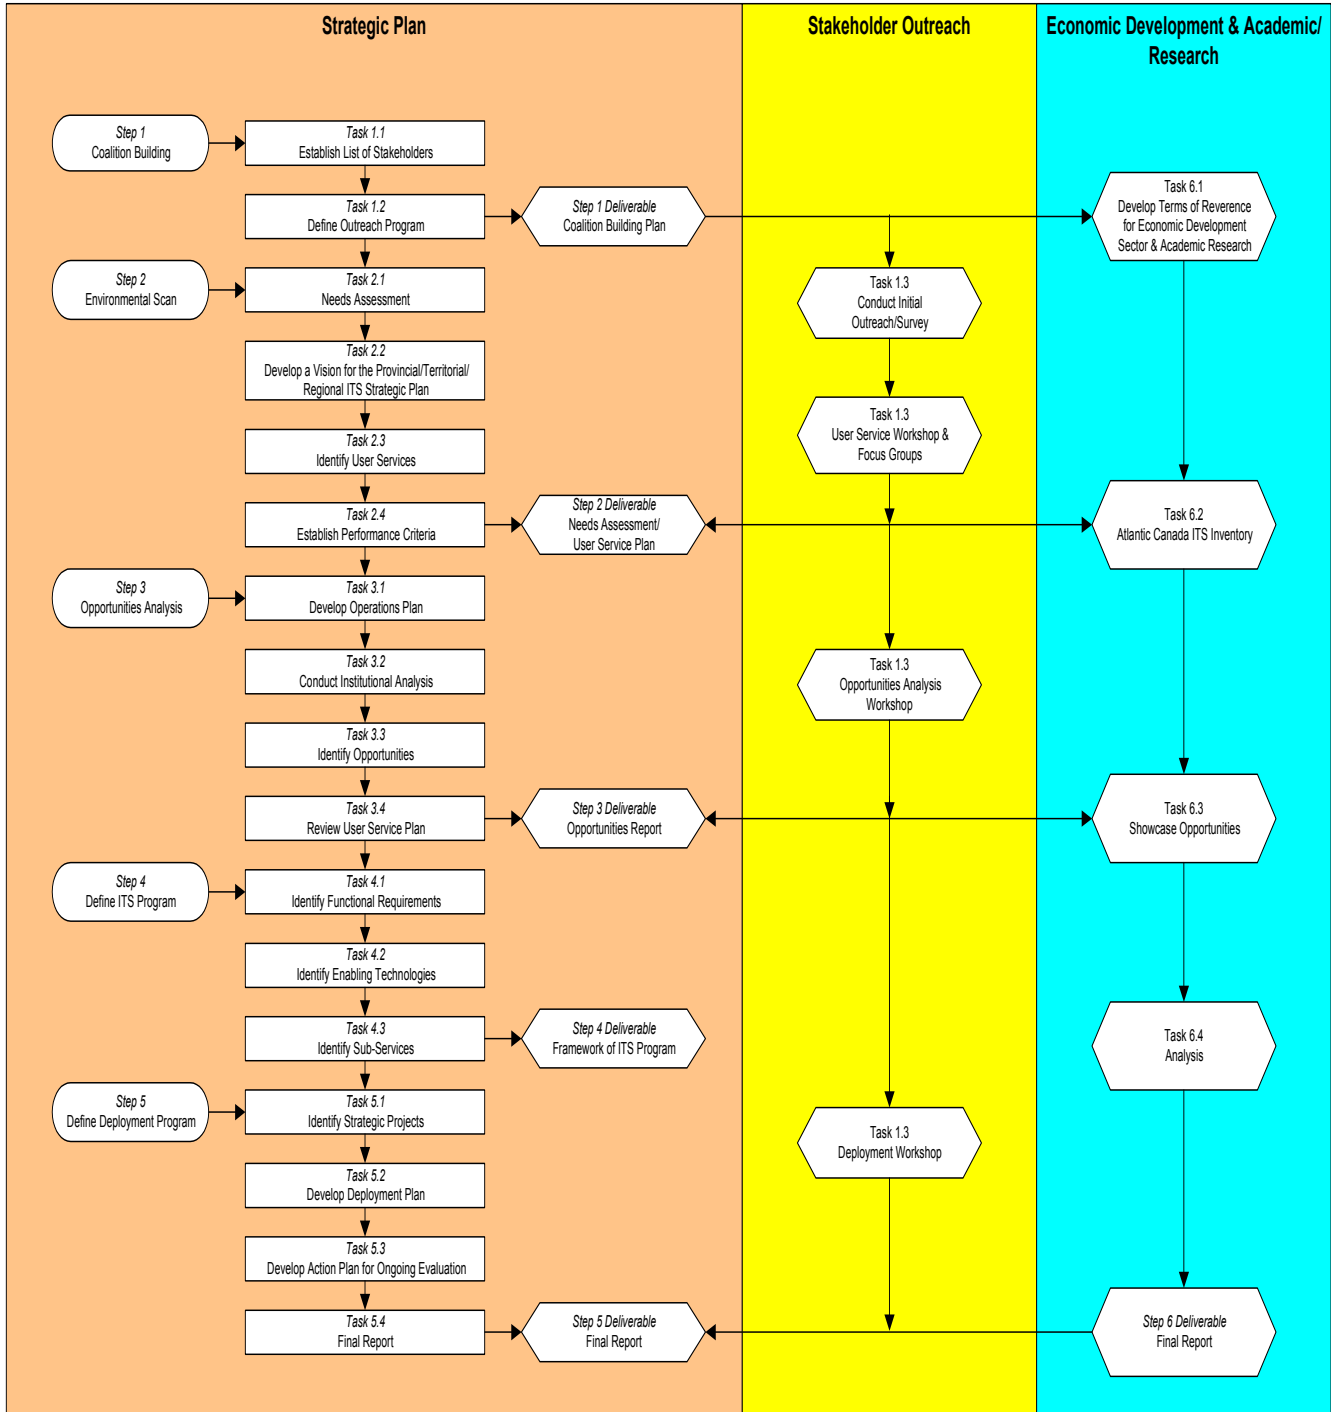 Strategic Plan
Stakeholder Outreach
Economic Development & Academic/
Research
Step 1
Coalition Building
Task 1.1
Establish List of Stakeholders
Task 1.2
Define Outreach Program
Step 1 Deliverable
Coalition Building Plan
Task 6.1
Develop Terms of Reverence
for Economic Development
Sector & Academic Research
Step 2
Environmental Scan
Task 2.1
Needs Assessment
Task 1.3
Conduct Initial
Outreach/Survey
Task 2.2
Develop a Vision for the Provincial/Territorial/
Regional ITS Strategic Plan
Task 1.3
User Service Workshop &
Focus Groups
Task 2.3
Identify User Services
Task 2.4
Establish Performance Criteria
Step 2 Deliverable
Needs Assessment/
User Service Plan
Task 6.2
Atlantic Canada ITS Inventory
Step 3
Opportunities Analysis
Task 3.1
Develop Operations Plan
Task 3.2
Conduct Institutional Analysis
Task 1.3
Opportunities Analysis
Workshop
Task 3.3
Identify Opportunities
Task 3.4
Review User Service Plan
Step 3 Deliverable
Opportunities Report
Task 6.3
Showcase Opportunities
Step 4
Define ITS Program
Task 4.1
Identify Functional Requirements
Task 4.2
Identify Enabling Technologies
Task 4.3
Identify Sub-Services
Step 4 Deliverable
Framework of ITS Program
Task 6.4
Analysis
Step 5
Define Deployment Program
Task 5.1
Identify Strategic Projects
Task 1.3
Deployment Workshop
Task 5.2
Develop Deployment Plan
Task 5.3
Develop Action Plan for Ongoing Evaluation
Task 5.4
Final Report
Step 5 Deliverable
Final Report
Step 6 Deliverable
Final Report